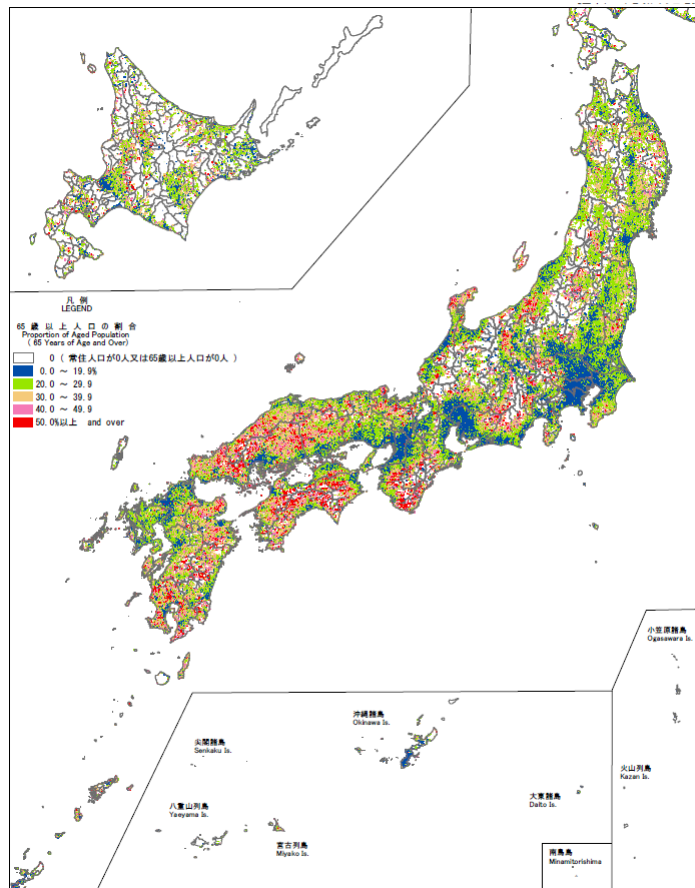 凡 例
LEGEND
65 歳 以 上 人 口 の 割 合
Proportion of Aged Population
( 65 Years of Age and Over )
0 ( 常住人口が0人又は65歳以上人口が0人 )
0.0 ～ 19.9%
20.0 ～ 29.9
30.0 ～ 39.9
40.0 ～ 49.9
50.0%以上 and over
小笠原諸島
Ogasawara Is.
沖縄諸島
Okinawa Is.
尖閣諸島
Senkaku Is.
火山列島
Kazan Is.
大東諸島
Daito Is.
八重山列島
Yaeyama Is.
宮古列島
Miyako Is.
南鳥島
Minamitorishima